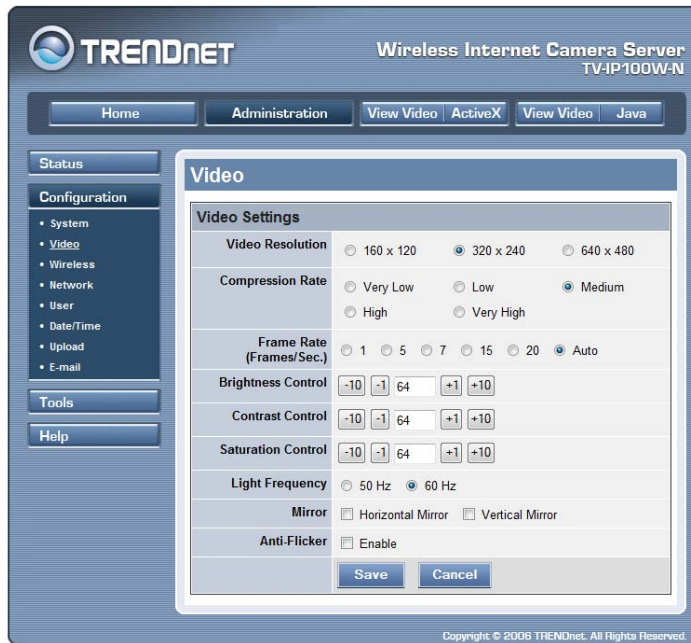 TRENDNET
Wireless Internet Camera Server
TV-IP100W-N
Home
Administration
View Video ActiveX
View Video Java
Status
Configuration
• System
• Video
• Wireless
• Network
• User
• Date/Time
• Upload
• E-mail
Tools
Help
Video
Video Settings
Video Resolution 160 x 120 320 x 240 640 x 480
Compression Rate Very Low Low Medium
High Very High
Frame Rate
(Frames/Sec.) 1 5 7 15 20 Auto
Brightness Control -10 -1 64 +1 +10
Contrast Control -10 -1 64 +1 +10
Saturation Control -10 -1 64 +1 +10
Light Frequency 50 Hz 60 Hz
Mirror Horizontal Mirror Vertical Mirror
Anti-Flicker Enable
Save Cancel
Copyright © 2006 TRENDnet. All Rights Reserved.